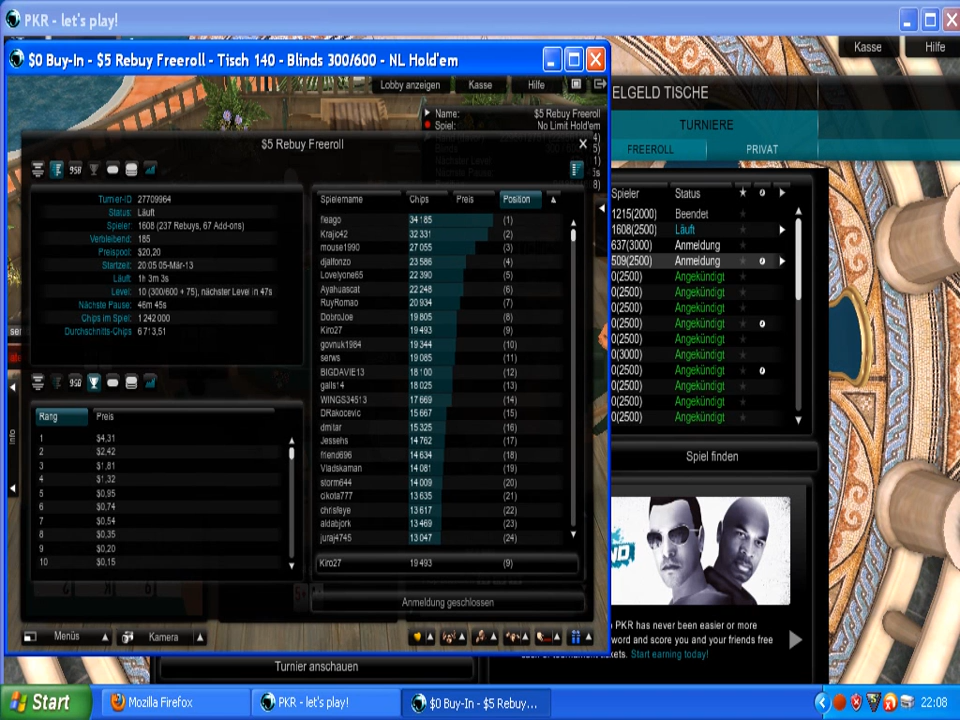 PKR - let's play!
Kasse Hilfe
$0 Buy-In - $5 Rebuy Freeroll - Tisch 140 - Blinds 300/600 - NL Hold'em
Lobby anzeigen Kasse Hilfe
Name: $5 Rebuy Freeroll
Spiel: No Limit Hold'em
ELGELD TISCHE
TURNIERE
FREEROLL PRIVAT
$5 Rebuy Freeroll
Turnier-ID 27709964
Status: Läuft
Spieler: 1608 (237 Rebuys, 67 Add-ons)
Verbleibend: 185
Preispool: $20,20
Startzeit: 20:05 05-Mär-13
Läuft: 1h 3m 3s
Level: 10 (300/600 + 75), nächster Level in 47s
Nächste Pause: 46m 45s
Chips im Spiel: 1 242 000
Durchschnitts-Chips 6 713,51
Rang Preis
1 $4,31
2 $2,42
3 $1,81
4 $1,32
5 $0,95
6 $0,74
7 $0,54
8 $0,35
9 $0,20
10 $0,15
Spielername Chips Preis Position
fieago 34 185 (1)
Krajic42 32 331 (2)
mouse1990 27 055 (3)
djalfonzo 23 586 (4)
Lovelyone65 22 390 (5)
Ayahuascat 22 248 (6)
RuyRomao 20 934 (7)
DobroJoe 19 805 (8)
Kiro27 19 493 (9)
govnuk1984 19 344 (10)
serws 19 085 (11)
BIGDAVIE13 18 100 (12)
galls14 18 025 (13)
WINGS34513 17 669 (14)
DRakocevic 15 667 (15)
dmitar 15 325 (16)
Jessehs 14 762 (17)
friend696 14 634 (18)
Vladskaman 14 081 (19)
storm644 14 009 (20)
cikota777 13 635 (21)
chrisfeye 13 617 (22)
aldabjork 13 469 (23)
juraj4745 13 047 (24)
Kiro27 19 493 (9)
Anmeldung geschlossen
Info
Menüs Kamera
Spieler Status
1215(2000) Beendet
1608(2500) Läuft
637(3000) Anmeldung
509(2500) Anmeldung
0(2500) Angekündigt
0(2500) Angekündigt
0(2500) Angekündigt
0(2500) Angekündigt
0(2500) Angekündigt
0(3000) Angekündigt
0(2500) Angekündigt
0(2500) Angekündigt
0(2500) Angekündigt
0(2500) Angekündigt
Spiel finden
PKR has never been easier or more
word and score you and your friends free
tickets. Start earning today!
Turnier anschauen
Start
Mozilla Firefox
PKR - let's play!
$0 Buy-In - $5 Rebuy...
22:08